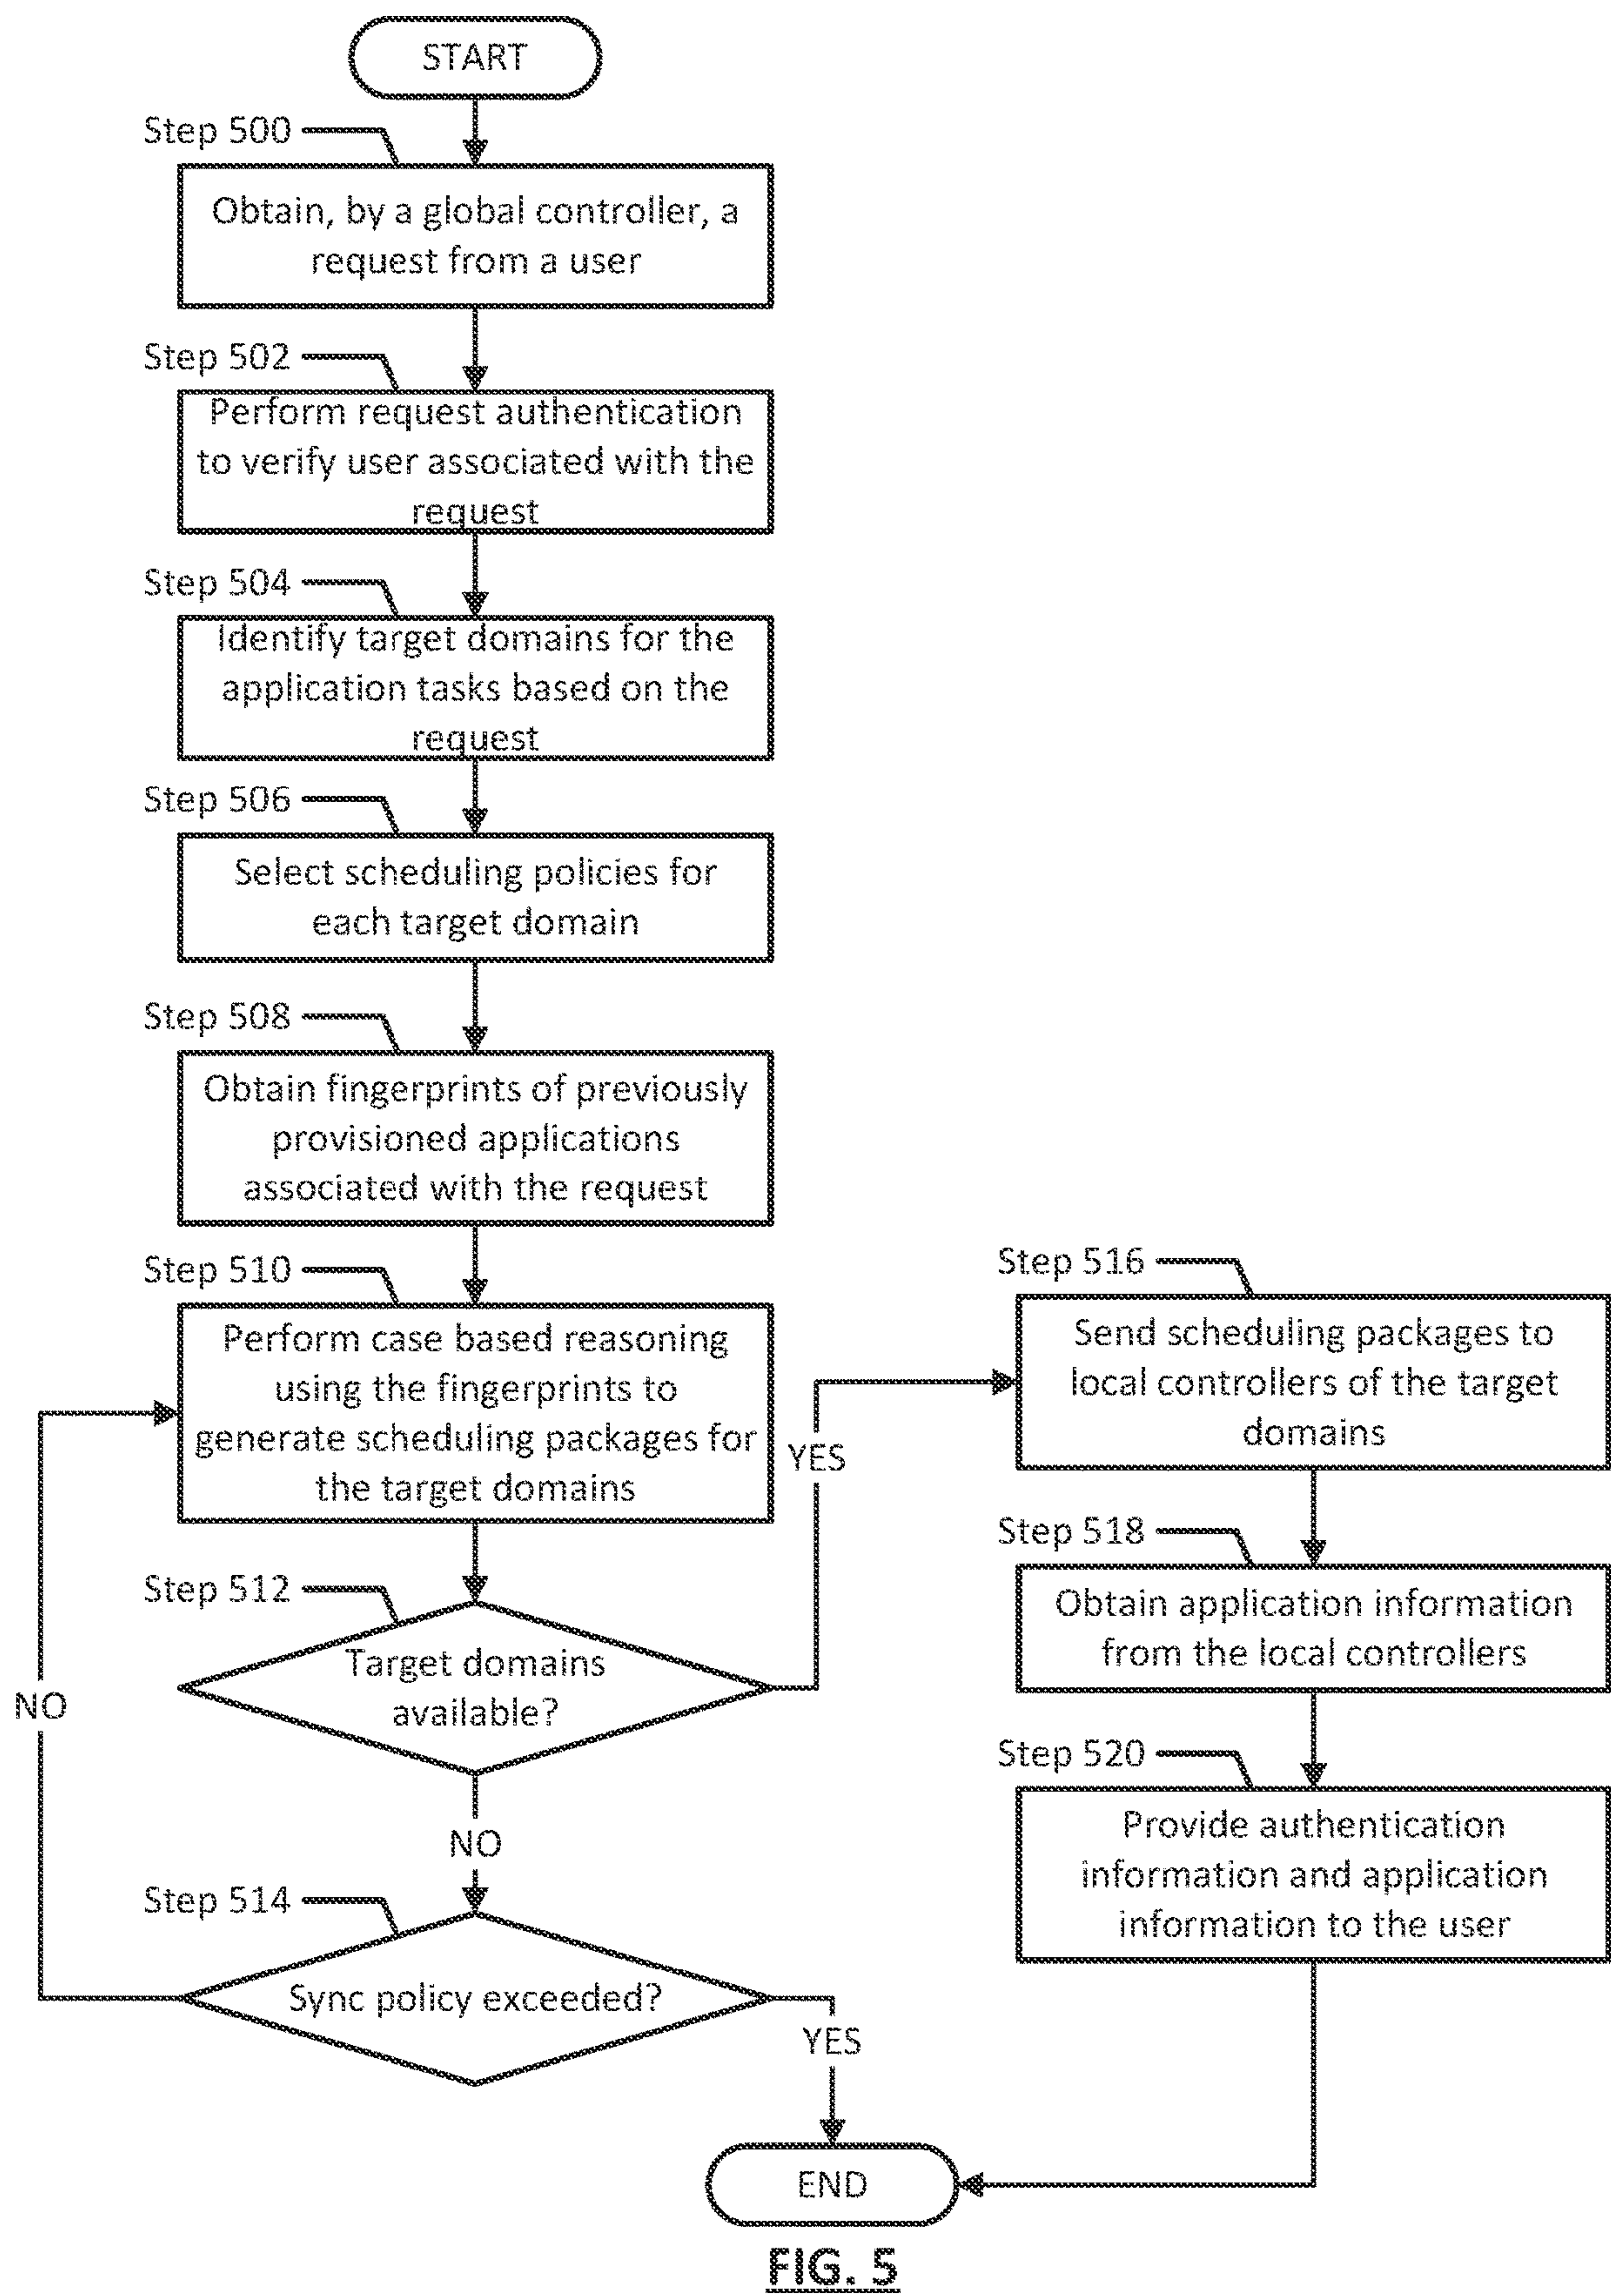 START
Step 500
Obtain, by a global controller, a
request from a user
Step 502
Perform request authentication
to verify user associated with the
request
Step 504
Identify target domains for the
application tasks based on the
request
Step 506
Select scheduling policies for
each target domain
Step 508
Obtain fingerprints of previously
provisioned applications
associated with the request
Step 510
Perform case based reasoning
using the fingerprints to
generate scheduling packages for
the target domains
Step 512
Target domains
available?
NO
Step 514
Sync policy exceeded?
NO
YES
YES
Step 516
Send scheduling packages to
local controllers of the target
domains
Step 518
Obtain application information
from the local controllers
Step 520
Provide authentication
information and application
information to the user
END
FIG. 5